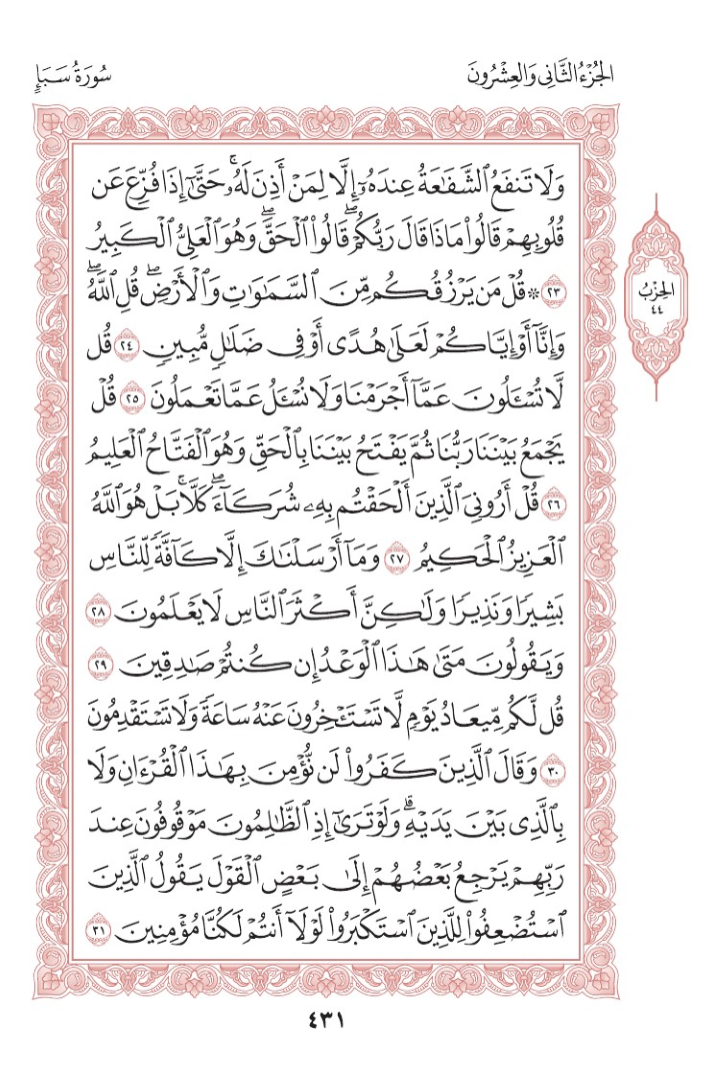 الجُزْءُ الثَّانِي وَالعِشْرُونَ
سُورَةُ سَبَإٍ
وَلَا تَنفَعُ ٱلشَّفَٰعَةُ عِندَهُۥٓ إِلَّا لِمَنۡ أَذِنَ لَهُۥۚ حَتَّىٰٓ إِذَا فُزِّعَ عَن
قُلُوبِهِمۡ قَالُواْ مَاذَا قَالَ رَبُّكُمۡۖ قَالُواْ ٱلۡحَقَّۖ وَهُوَ ٱلۡعَلِيُّ ٱلۡكَبِيرُ
٢٣ ۞ قُلۡ مَن يَرۡزُقُكُم مِّنَ ٱلسَّمَٰوَٰتِ وَٱلۡأَرۡضِۖ قُلِ ٱللَّهُۖ
وَإِنَّآ أَوۡ إِيَّاكُمۡ لَعَلَىٰ هُدًى أَوۡ فِي ضَلَٰلٖ مُّبِينٖ ٢٤ قُل
لَّا تُسۡـَٔلُونَ عَمَّآ أَجۡرَمۡنَا وَلَا نُسۡـَٔلُ عَمَّا تَعۡمَلُونَ ٢٥ قُلۡ
يَجۡمَعُ بَيۡنَنَا رَبُّنَا ثُمَّ يَفۡتَحُ بَيۡنَنَا بِٱلۡحَقِّ وَهُوَ ٱلۡفَتَّاحُ ٱلۡعَلِيمُ
٢٦ قُلۡ أَرُونِيَ ٱلَّذِينَ أَلۡحَقۡتُم بِهِۦ شُرَكَآءَۖ كَلَّاۚ بَلۡ هُوَ ٱللَّهُ
ٱلۡعَزِيزُ ٱلۡحَكِيمُ ٢٧ وَمَآ أَرۡسَلۡنَٰكَ إِلَّا كَآفَّةٗ لِّلنَّاسِ
بَشِيرٗا وَنَذِيرٗا وَلَٰكِنَّ أَكۡثَرَ ٱلنَّاسِ لَا يَعۡلَمُونَ ٢٨
وَيَقُولُونَ مَتَىٰ هَٰذَا ٱلۡوَعۡدُ إِن كُنتُمۡ صَٰدِقِينَ ٢٩
قُل لَّكُم مِّيعَادُ يَوۡمٖ لَّا تَسۡتَـٔۡخِرُونَ عَنۡهُ سَاعَةٗ وَلَا تَسۡتَقۡدِمُونَ
٣٠ وَقَالَ ٱلَّذِينَ كَفَرُواْ لَن نُّؤۡمِنَ بِهَٰذَا ٱلۡقُرۡءَانِ وَلَا
بِٱلَّذِي بَيۡنَ يَدَيۡهِۗ وَلَوۡ تَرَىٰٓ إِذِ ٱلظَّٰلِمُونَ مَوۡقُوفُونَ عِندَ
رَبِّهِمۡ يَرۡجِعُ بَعۡضُهُمۡ إِلَىٰ بَعۡضٍ ٱلۡقَوۡلَ يَقُولُ ٱلَّذِينَ
ٱسۡتُضۡعِفُواْ لِلَّذِينَ ٱسۡتَكۡبَرُواْ لَوۡلَآ أَنتُمۡ لَكُنَّا مُؤۡمِنِينَ ٣١
الحِزْبُ
٤٤
٤٣١